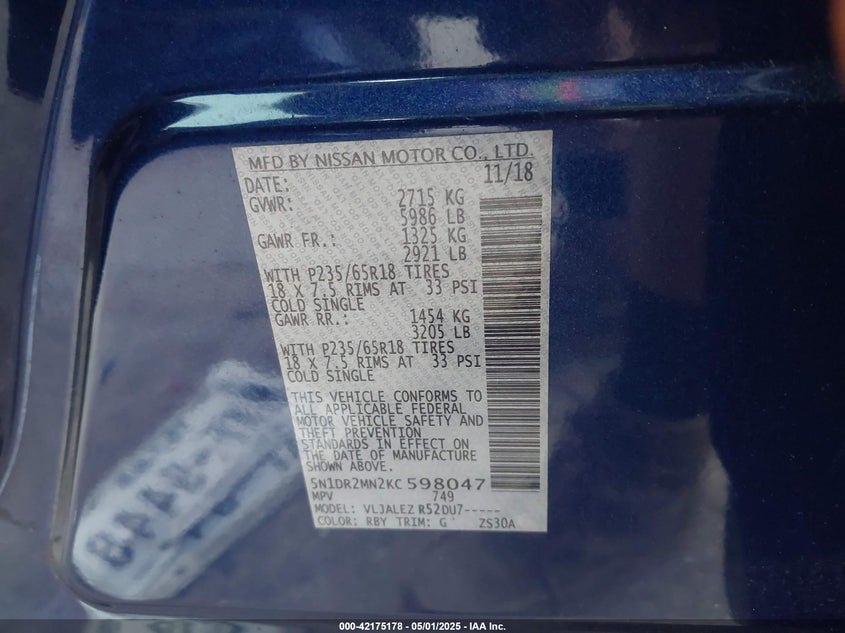 MFD BY NISSAN MOTOR CO., LTD.
DATE: 11/18
GVWR: 2715 KG
5986 LB
GAWR FR.: 1325 KG
2921 LB
WITH P235/65R18 TIRES
18 X 7.5 RIMS AT 33 PSI
COLD SINGLE
GAWR RR.: 1454 KG
3205 LB
WITH P235/65R18 TIRES
18 X 7.5 RIMS AT 33 PSI
COLD SINGLE
THIS VEHICLE CONFORMS TO
ALL APPLICABLE FEDERAL
MOTOR VEHICLE SAFETY AND
THEFT PREVENTION
STANDARDS IN EFFECT ON
THE DATE OF MANUFACTURE
SHOWN ABOVE.
5N1DR2MN2KC598047
MPV 749
MODEL: VLJALEZ R52DU7-----
COLOR: RBY TRIM: G ZS30A
000-42175178 - 05/01/2025 - IAA Inc.